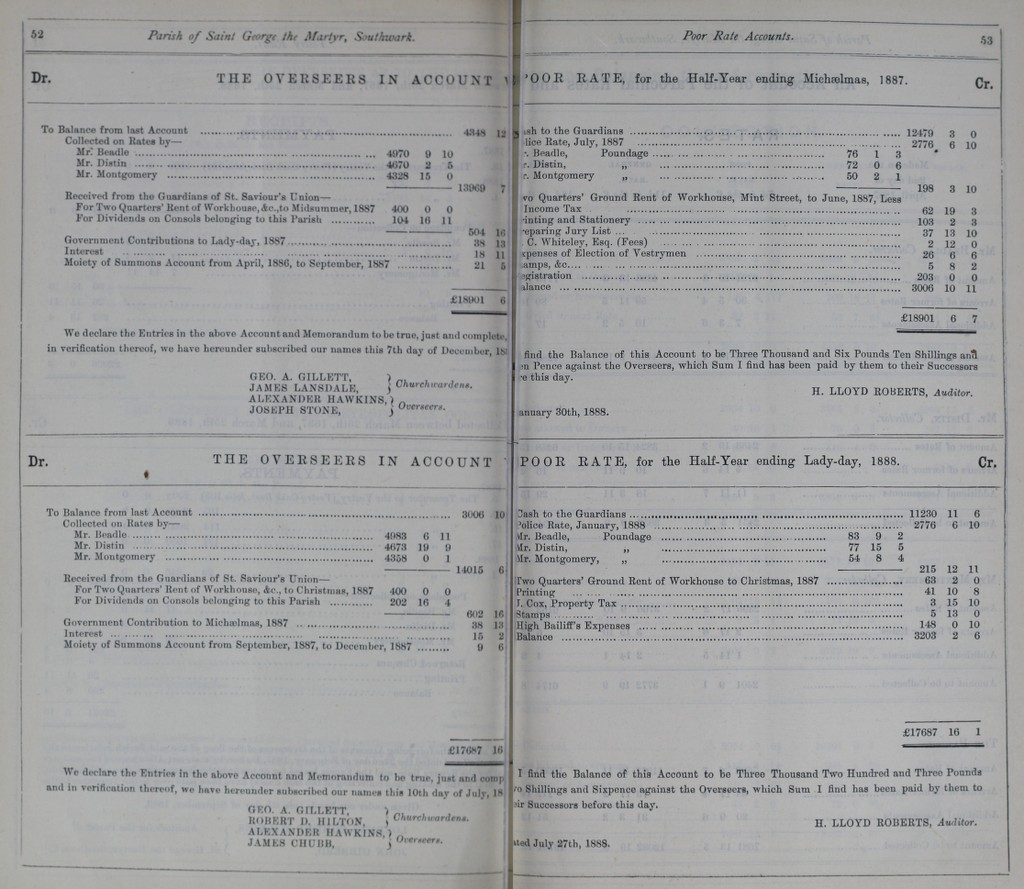 52
Parish of Saint George the Martyr, Southwark.
Dr. THE OVERSEERS IN ACCOUNT
To Balance from last Account 4348 12
Collected on Rates by—
Mr. Beadle 4970 9 10
Mr. Distin 4670 2 5
Mr. Montgomery 4328 15 0
13969 7
Received from the Guardians of St. Saviour's Union—
For Two Quarters' Rent of Workhouse, &c., to Midsummer, 1887 400 0 0
For Dividends on Consols belonging to this Parish 104 16 11
504 16
Government Contributions to Lady-day, 1887 38 13
Interest 18 11
Moiety of Summons Account from April, 1886, to September, 1887 21 5
£18901 6
We declare the Entries in the above Account and Memorandum to be true, just and complete,
in verification thereof, we have hereunder subscribed our names this 7th day of December, 18
GEO. A. GILLETT,
JAMES LANSDALE, } Churchwardens.
ALEXANDER HAWKINS,
JOSEPH STONE, } Overseers.
Dr. THE OVERSEERS IN ACCOUNT
To Balance from last Account 3006 10
Collected on Rates by—
Mr. Beadle 4983 6 11
Mr. Distin 4673 19 9
Mr. Montgomery 4358 0 1
14015 6
Received from the Guardians of St. Saviour's Union—
For Two Quarters' Rent of Workhouse, &c., to Christmas, 1887 400 0 0
For Dividends on Consols belonging to this Parish 202 16 4
602 16
Government Contribution to Michælmas, 1887 38 13
Interest 15 2
Moiety of Summons Account from September, 1887, to December, 1887 9 6
£17687 16
We declare the Entries in the above Account and Memorandum to be true, just and comp
and in verification thereof, we have hereunder subscribed our names this 10th day of July, 18
GEO. A. GILLETT,
ROBERT D. HILTON, } Churchwardens.
ALEXANDER HAWKINS,
JAMES CHUBB, } Overseers.
Poor Rate Accounts.
53
POOR RATE, for the Half-Year ending Michælmas, 1887. Cr.
ash to the Guardians 12479 3 0
lice Rate, July, 1887 2776 6 10
r. Beadle, Poundage 76 1 3
r. Distin, „ 72 0 6
r. Montgomery „ 50 2 1
198 3 10
wo Quarters' Ground Rent of Workhouse, Mint Street, to June, 1887, Less
Income Tax 62 19 3
rinting and Stationery 103 2 3
reparing Jury List 37 13 10
C. Whiteley, Esq. (Fees) 2 12 0
xpenses of Election of Vestrymen 26 6 6
tamps, &c. 5 8 2
egistration 203 0 0
alance 3006 10 11
£18901 6 7
find the Balance of this Account to be Three Thousand and Six Pounds Ten Shillings and
en Pence against the Overseers, which Sum I find has been paid by them to their Successors
re this day.
H. LLOYD ROBERTS, Auditor.
anuary 30th, 1888.
POOR RATE, for the Half-Year ending Lady-day, 1888. Cr.
Cash to the Guardians 11230 11 6
Police Rate, January, 1888 2776 6 10
Mr. Beadle, Poundage 83 9 2
Mr. Distin, „ 77 15 5
Mr. Montgomery, „ 54 8 4
215 12 11
Two Quarters' Ground Rent of Workhouse to Christmas, 1887 63 2 0
Printing 41 10 8
J. Cox, Property Tax 3 15 10
Stamps 5 13 0
High Bailiff's Expenses 148 0 10
Balance 3203 2 6
£17687 16 1
I find the Balance of this Account to be Three Thousand Two Hundred and Three Pounds
o Shillings and Sixpence against the Overseers, which Sum I find has been paid by them to
eir Successors before this day.
H. LLOYD ROBERTS, Auditor.
ated July 27th, 1888.